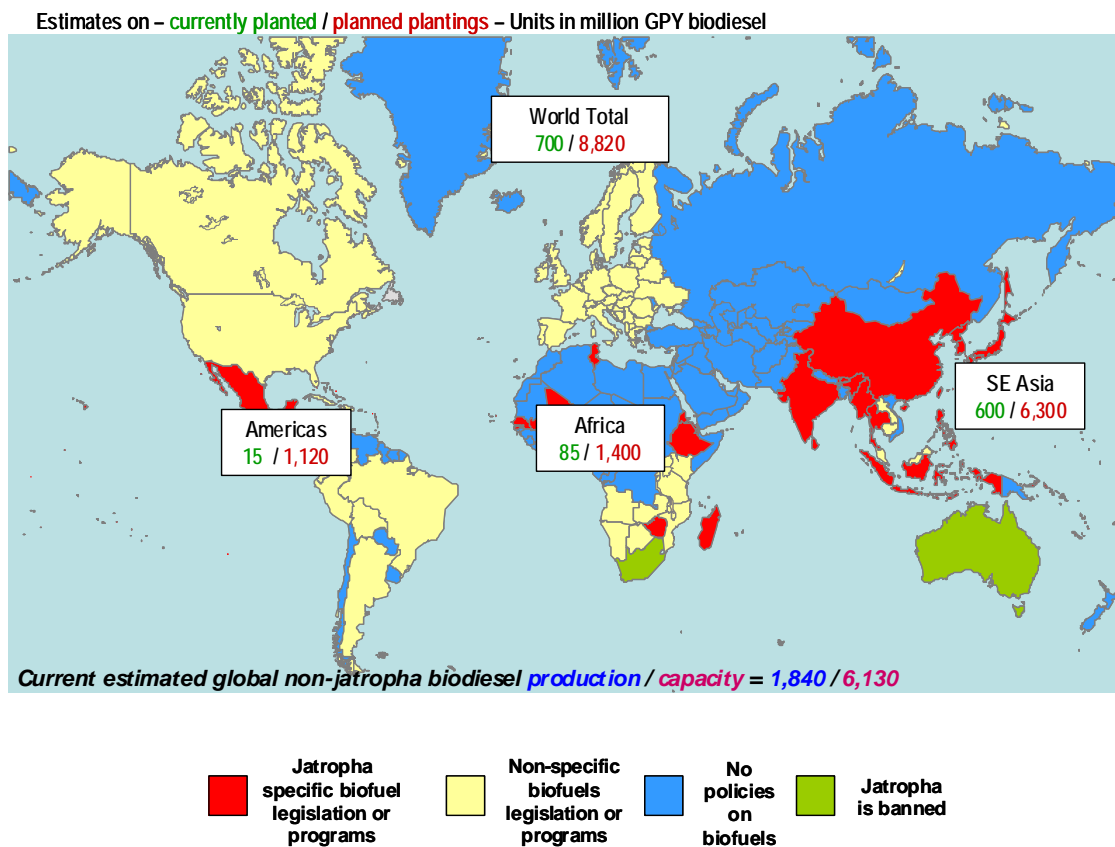 Estimates on – currently planted / planned plantings – Units in million GPY biodiesel
World Total
700 / 8,820
SE Asia
600 / 6,300
Americas
15 / 1,120
Africa
85 / 1,400
Current estimated global non-jatropha biodiesel production / capacity = 1,840 / 6,130
Jatropha
specific biofuel
legislation or
programs
Non-specific
biofuels
legislation or
programs
No
policies
on
biofuels
Jatropha
is banned